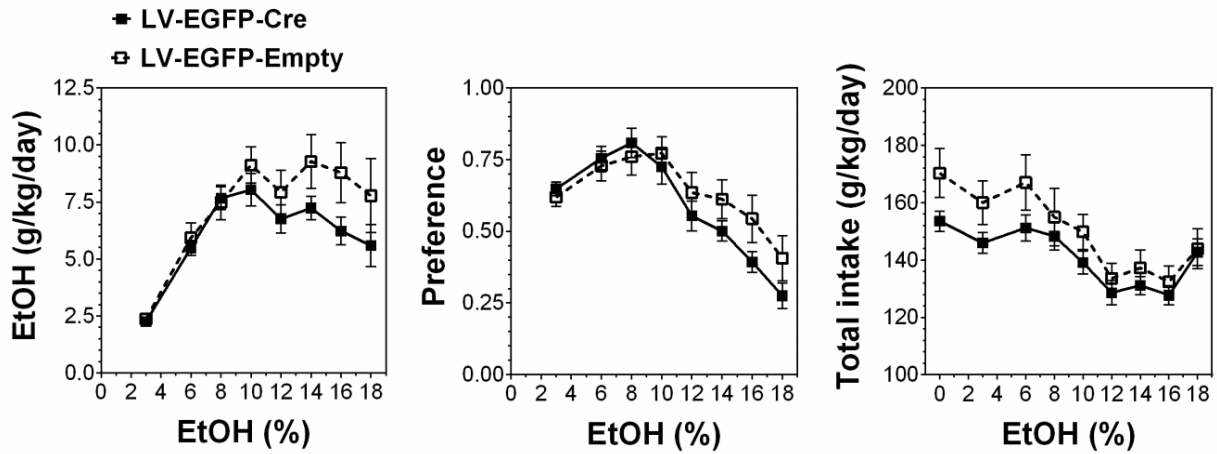 LV-EGFP-Cre
LV-EGFP-Empty
EtOH (g/kg/day)
12.5
10.0
7.5
5.0
2.5
0.0
0 2 4 6 8 10 12 14 16 18
EtOH (%)
Preference
1.00
0.75
0.50
0.25
0.00
0 2 4 6 8 10 12 14 16 18
EtOH (%)
Total intake (g/kg/day)
200
180
160
140
120
100
0 2 4 6 8 10 12 14 16 18
EtOH (%)